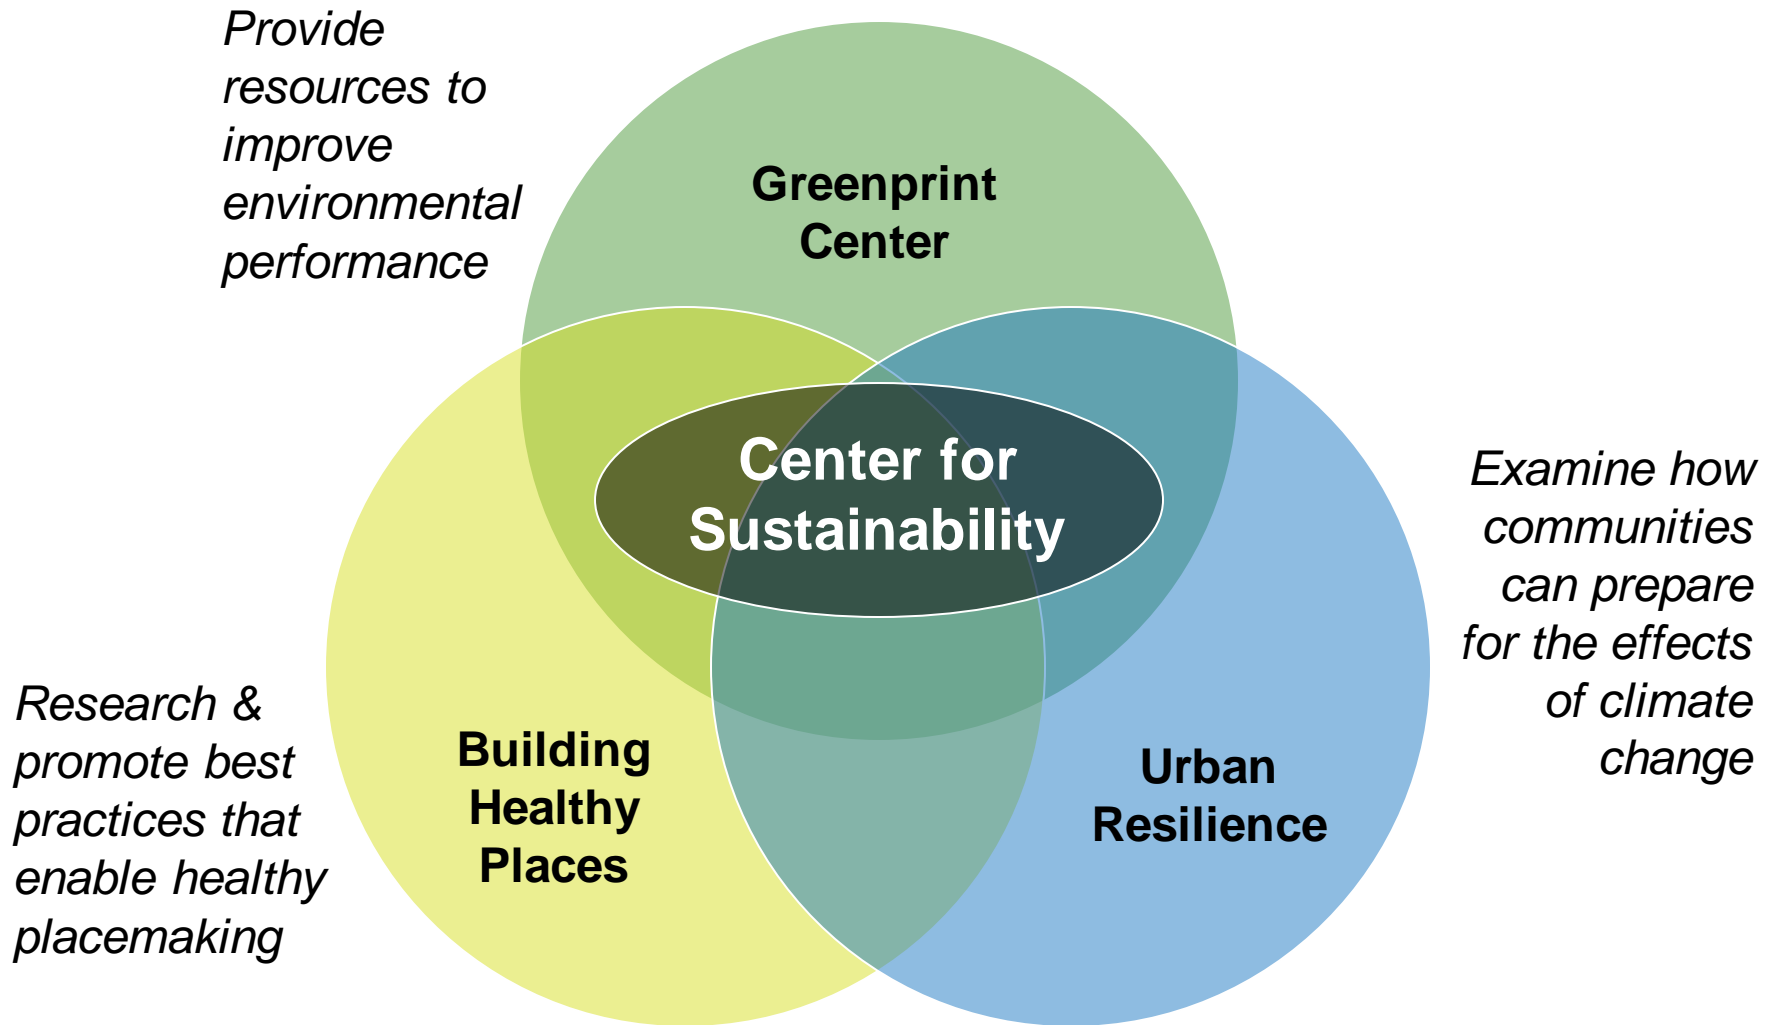 Provide
resources to
improve
environmental
performance
Greenprint
Center
Center for
Sustainability
Examine how
communities
can prepare
for the effects
of climate
change
Research &
promote best
practices that
enable healthy
placemaking
Building
Healthy
Places
Urban
Resilience